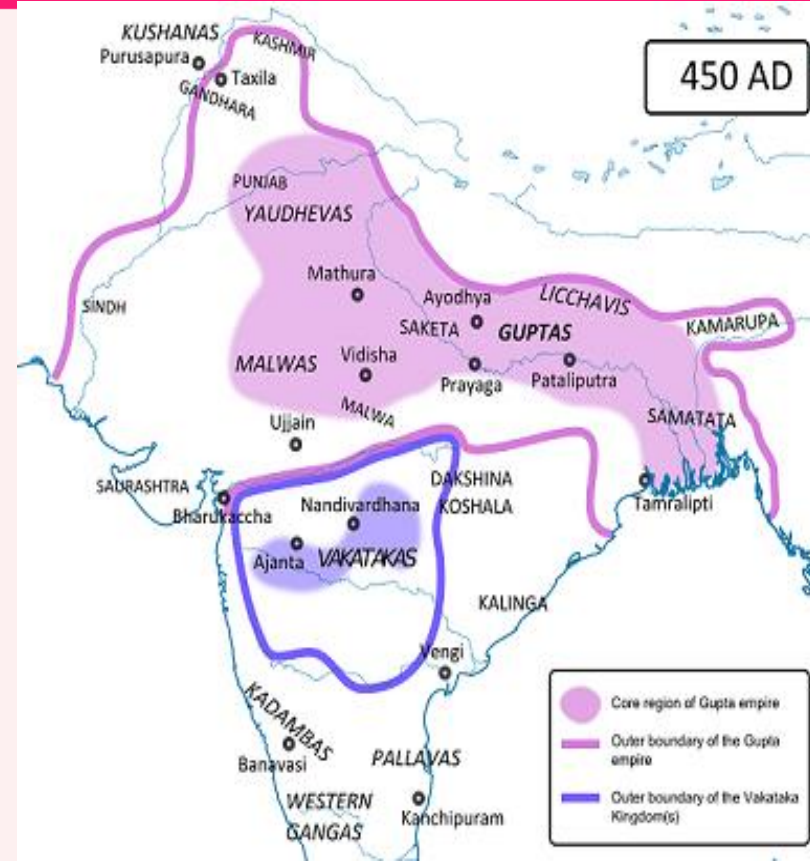 KUSHANAS
KASHMIR
450 AD
Purusapura
Taxila
GANDHARA
PUNJAB
YAUDHEVAS
Mathura
Ayodhya
LICCHAVIS
SINDH
SAKETA
GUPTAS
KAMARUPA
MALWAS
Vidisha
Prayaga
Pataliputra
MALWA
SAMATATA
Ujjain
SAURASHTRA
DAKSHINA
KOSHALA
Bharukaccha
Nandivardhana
Tamralipti
Ajanta
VAKATAKAS
KALINGA
Vengi
KADAMBAS
Banavasi
PALLAVAS
WESTERN
GANGAS
Kanchipuram
Core region of Gupta empire
Outer boundary of the Gupta
empire
Outer boundary of the Vakataka
Kingdom(s)